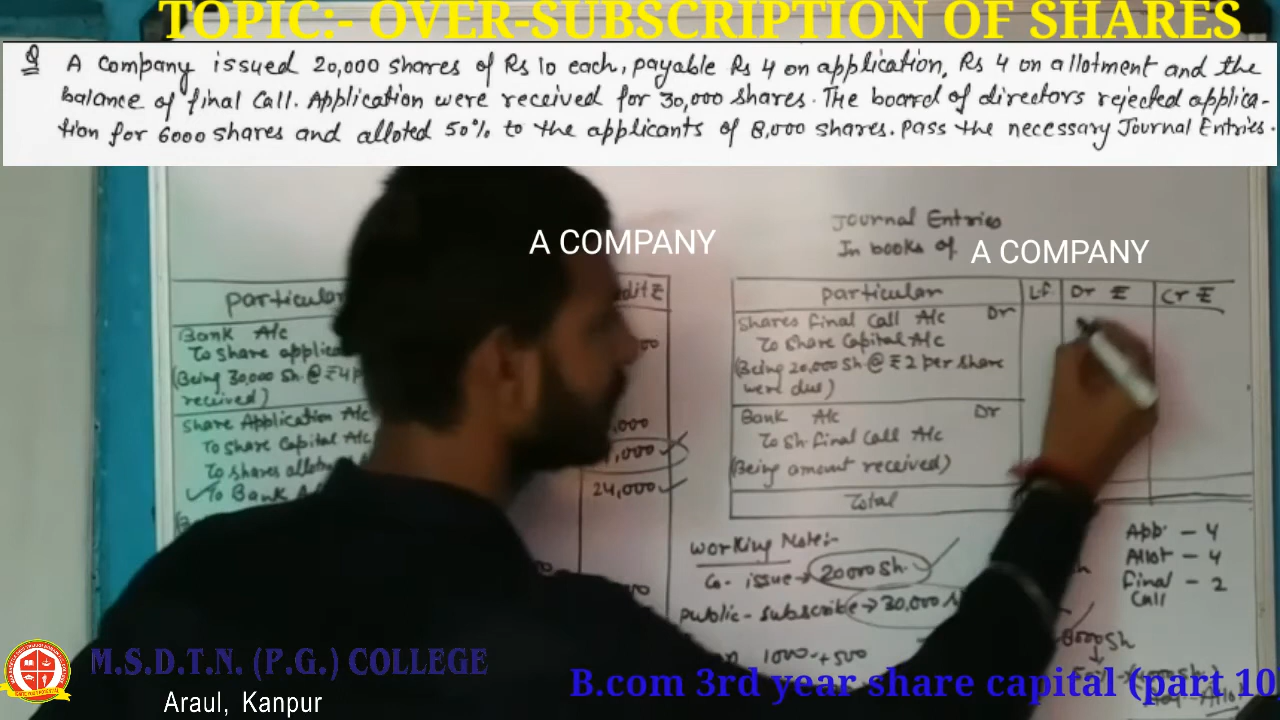 TOPIC:- OVER-SUBSCRIPTION OF SHARES
Q A Company issued 20,000 shares of Rs 10 each, payable Rs 4 on application, Rs 4 on allotment and the
balance of final Call. Application were received for 30,000 shares. The board of directors rejected applica-
tion for 6000 shares and alloted 50% to the applicants of 8,000 shares. Pass the necessary Journal Entries.
A COMPANY
Particular
Bank A/c
To share applic
(Being 30,000 Sh. @ ₹4 p
received)
Share Application A/c
To Share Capital A/c
To shares allotm
To Bank A
24,000
Journal Entries
In books of A COMPANY
Particular Lf Dr ₹ Cr ₹
Shares Final Call A/c Dr
To Share Capital A/c
(Being 20,000 Sh. @ ₹2 per share
were due)
Bank A/c Dr
To Sh. Final Call A/c
(Being amount received)
Total
Working Note:-
Co- issue → 20000 Sh.
Public- Subscribe → 30,000
1000 + 500
App - 4
Allot - 4
Final - 2
Call
8000 Sh
M.S.D.T.N. (P.G.) COLLEGE
Araul, Kanpur
B.com 3rd year share capital (part 10